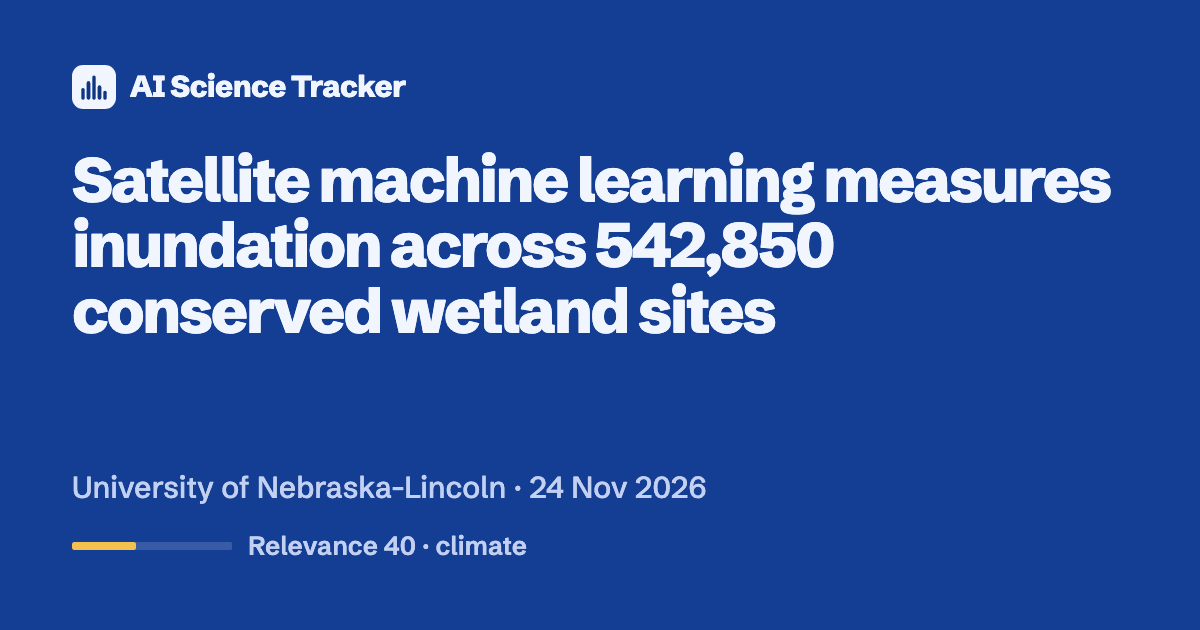 AI Science Tracker
Satellite machine learning measures
inundation across 542,850
conserved wetland sites
University of Nebraska-Lincoln · 24 Nov 2026
Relevance 40 · climate